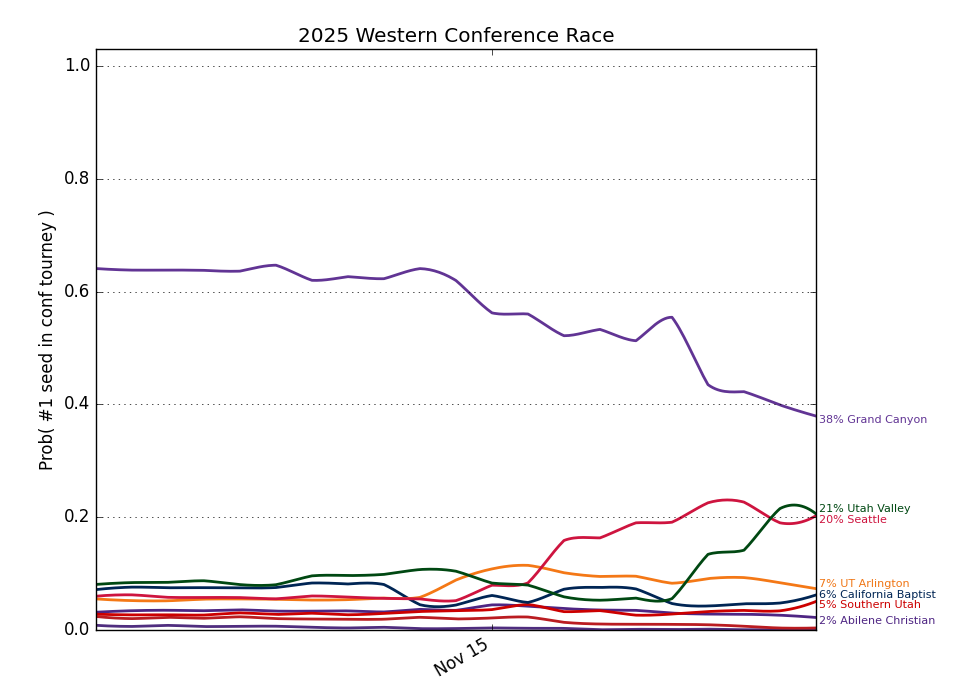 2025 Western Conference Race
Prob( #1 seed in conf tourney )
1.0
0.8
0.6
0.4
0.2
0.0
Nov 15
38% Grand Canyon
21% Utah Valley
20% Seattle
7% UT Arlington
6% California Baptist
5% Southern Utah
2% Abilene Christian